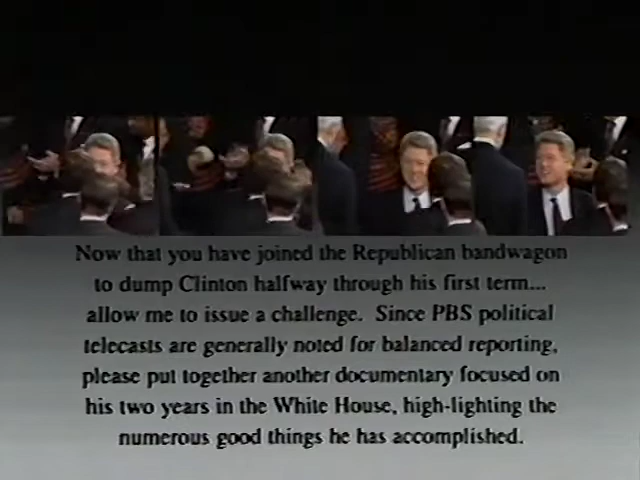 Now that you have joined the Republican bandwagon
to dump Clinton halfway through his first term...
allow me to issue a challenge.  Since PBS political
telecasts are generally noted for balanced reporting,
please put together another documentary focused on
his two years in the White House, high-lighting the
numerous good things he has accomplished.